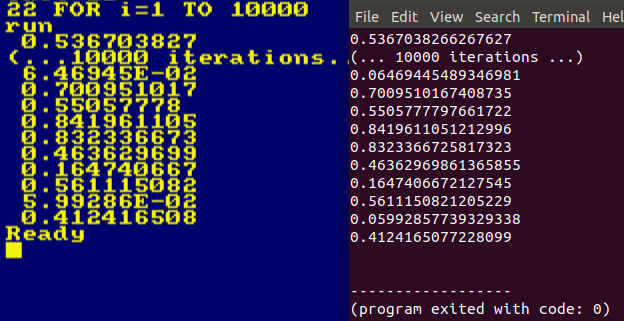 22 FOR i=1 TO 10000
run
0.536703827
(...10000 iterations..
6.46945E-02
0.700951017
0.55057778
0.841961105
0.832336673
0.463629699
0.164740667
0.561115082
5.99286E-02
0.412416508
Ready
File Edit View Search Terminal He
0.5367038266267627
(... 10000 iterations ...)
0.06469445489346981
0.7009510167408735
0.5505777797661722
0.8419611051212996
0.8323366725817323
0.46362969861365855
0.1647406672127545
0.5611150821205229
0.05992857739329338
0.4124165077228099
------------------
(program exited with code: 0)